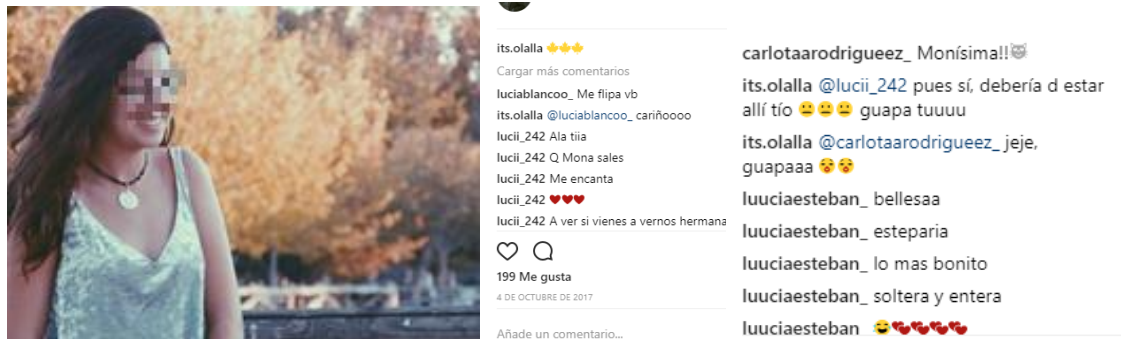 its.olalla 🍁🍁🍁
Cargar más comentarios
luciablancoo_ Me flipa vb
its.olalla @luciablancoo_ cariñoooo
lucii_242 Ala tiia
lucii_242 Q Mona sales
lucii_242 Me encanta
lucii_242 ❤❤❤
lucii_242 A ver si vienes a vernos hermana
199 Me gusta
4 DE OCTUBRE DE 2017
Añade un comentario...
carlotaarodrigueez_ Monísima!!😻
its.olalla @lucii_242 pues sí, debería d estar
allí tío 😐😐😐 guapa tuuuu
its.olalla @carlotaarodrigueez_ jeje,
guapaaa 😵😵
luuciaesteban_ bellesaa
luuciaesteban_ esteparia
luuciaesteban_ lo mas bonito
luuciaesteban_ soltera y entera
luuciaesteban_ 😂💕💕💕💕